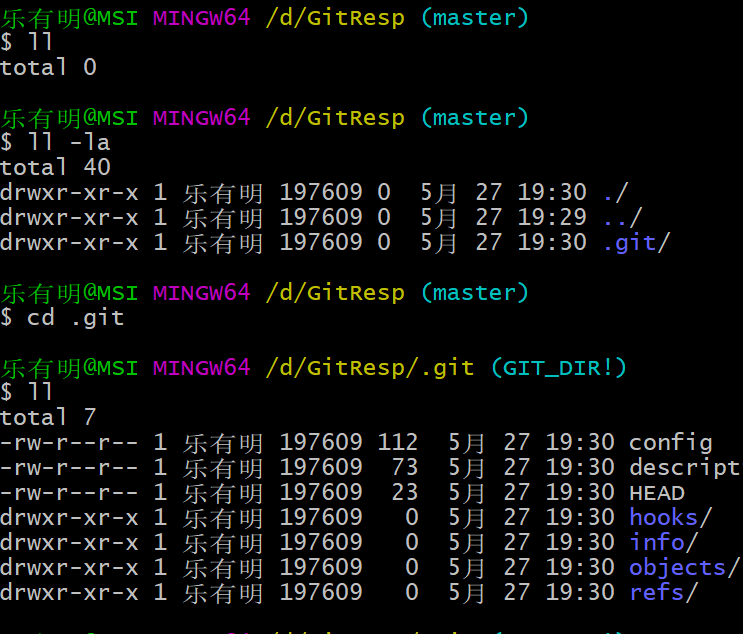 乐有明@MSI MINGW64 /d/GitResp (master)
$ ll
total 0
乐有明@MSI MINGW64 /d/GitResp (master)
$ ll -la
total 40
drwxr-xr-x 1 乐有明 197609 0  5月 27 19:30 ./
drwxr-xr-x 1 乐有明 197609 0  5月 27 19:29 ../
drwxr-xr-x 1 乐有明 197609 0  5月 27 19:30 .git/
乐有明@MSI MINGW64 /d/GitResp (master)
$ cd .git
乐有明@MSI MINGW64 /d/GitResp/.git (GIT_DIR!)
$ ll
total 7
-rw-r--r-- 1 乐有明 197609 112  5月 27 19:30 config
-rw-r--r-- 1 乐有明 197609  73  5月 27 19:30 descript
-rw-r--r-- 1 乐有明 197609  23  5月 27 19:30 HEAD
drwxr-xr-x 1 乐有明 197609   0  5月 27 19:30 hooks/
drwxr-xr-x 1 乐有明 197609   0  5月 27 19:30 info/
drwxr-xr-x 1 乐有明 197609   0  5月 27 19:30 objects/
drwxr-xr-x 1 乐有明 197609   0  5月 27 19:30 refs/